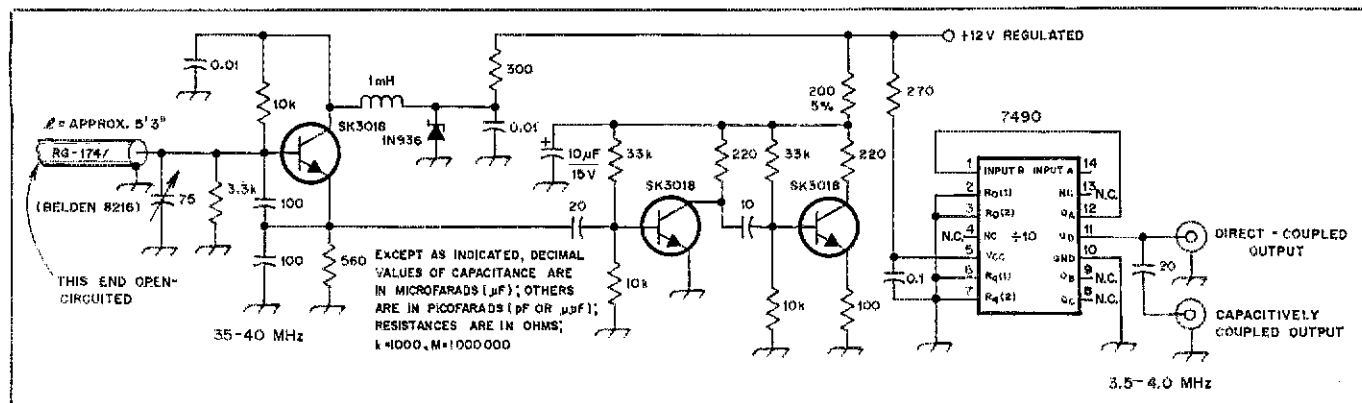 +12V REGULATED
0.01
10k
1mH
300
SK3018
1N936
0.01
200
5%
270
ℓ = APPROX. 5'3"
RG-174/
(BELDEN 8216)
THIS END OPEN-
CIRCUITED
75
3.3k
100
100
560
35-40 MHz
10µF
15V
+
33k
220
33k
220
SK3018
SK3018
20
10
10k
10k
100
EXCEPT AS INDICATED, DECIMAL
VALUES OF CAPACITANCE ARE
IN MICROFARADS (µF); OTHERS
ARE IN PICOFARADS (pF OR µµF);
RESISTANCES ARE IN OHMS;
k=1000, M=1000000
0.1
7490
1 INPUT B INPUT A 14
2 R0(1) NC 13 N.C.
3 R0(2) QA 12
N.C. 4 NC ÷10 QD 11
5 VCC GND 10
6 R9(1) QB 9 N.C.
7 R9(2) QC 8 N.C.
DIRECT-COUPLED
OUTPUT
20
CAPACITIVELY
COUPLED OUTPUT
3.5-4.0 MHz